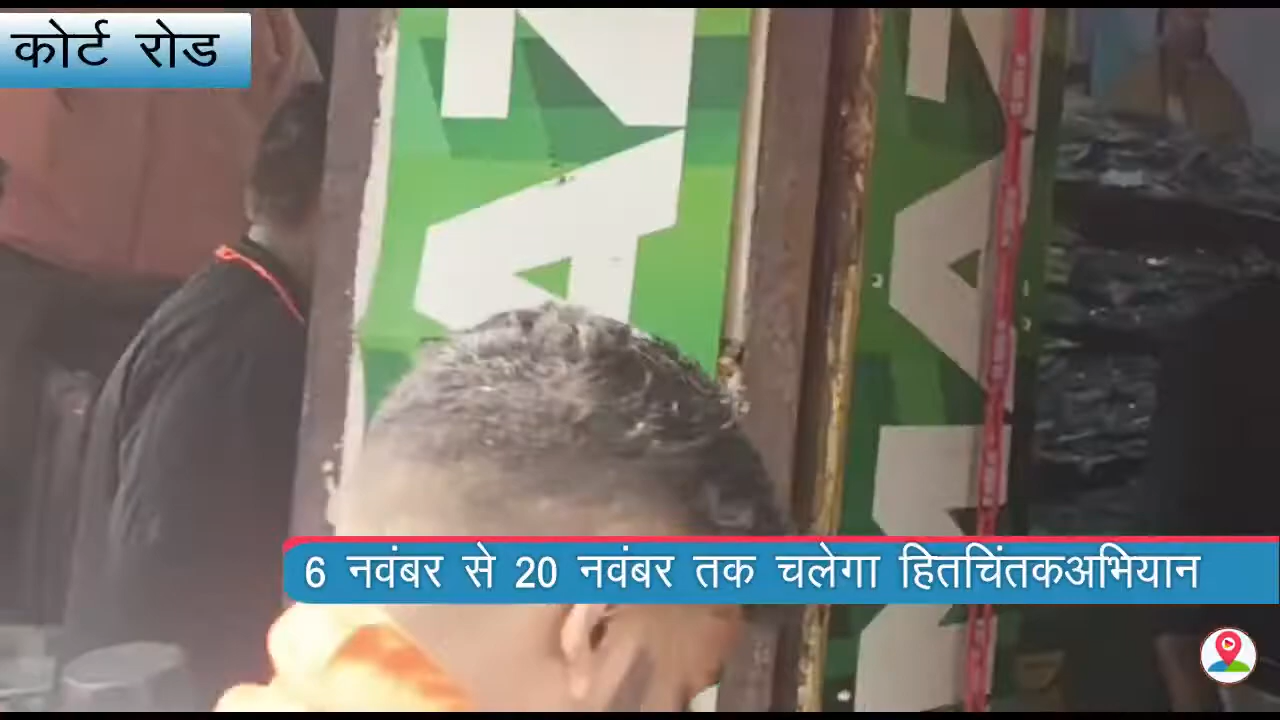 कोर्ट रोड
6 नवंबर से 20 नवंबर तक चलेगा हितचिंतकअभियान